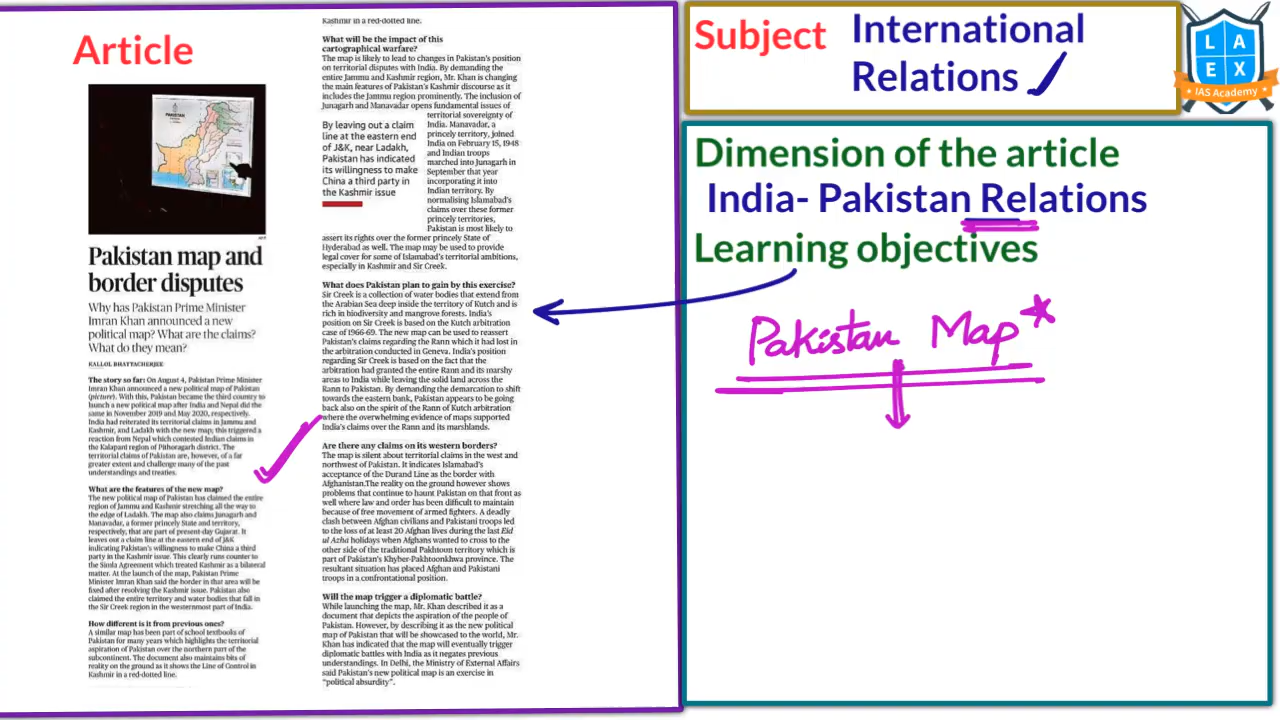 Article
Pakistan map and
border disputes
Why has Pakistan Prime Minister
Imran Khan announced a new
political map? What are the claims?
What do they mean?
KALLOL BHATTACHERJEE
The story so far: On August 4, Pakistan Prime Minister
Imran Khan announced a new political map of Pakistan
(picture). With this, Pakistan became the third country to
launch a new political map after India and Nepal did the
same in November 2019 and May 2020, respectively.
India had reiterated its territorial claims in Jammu and
Kashmir, and Ladakh with the new map; this triggered a
reaction from Nepal which contested Indian claims in
the Kalapani region of Pithoragarh district. The
territorial claims of Pakistan are, however, of a far
greater extent and challenge many of the past
understandings and treaties.
What are the features of the new map?
The new political map of Pakistan has claimed the entire
region of Jammu and Kashmir stretching all the way to
the edge of Ladakh. The map also claims Junagarh and
Manavadar, a former princely State and territory,
respectively, that are part of present-day Gujarat. It
leaves out a claim line at the eastern end of J&K
indicating Pakistan's willingness to make China a third
party in the Kashmir issue. This clearly runs counter to
the Simla Agreement which treated Kashmir as a bilateral
matter. At the launch of the map, Pakistan Prime
Minister Imran Khan said the border in that area will be
fixed after resolving the Kashmir issue. Pakistan also
claimed the entire territory and water bodies that fall in
the Sir Creek region in the westernmost part of India.
How different is it from previous ones?
A similar map has been part of school textbooks of
Pakistan for many years which highlights the territorial
aspiration of Pakistan over the northern part of the
subcontinent. The document also maintains bits of
reality on the ground as it shows the Line of Control in
Kashmir in a red-dotted line.
Kashmir in a red-dotted line.
What will be the impact of this
cartographical warfare?
The map is likely to lead to changes in Pakistan's position
on territorial disputes with India. By demanding the
entire Jammu and Kashmir region, Mr. Khan is changing
the main features of Pakistan's Kashmir discourse as it
includes the Jammu region prominently. The inclusion of
Junagarh and Manavadar opens fundamental issues of
territorial sovereignty of
India. Manavadar, a
princely territory, joined
India on February 15, 1948
and Indian troops
marched into Junagarh in
September that year
incorporating it into
Indian territory. By
normalising Islamabad's
claims over these former
princely territories,
Pakistan is most likely to
By leaving out a claim
line at the eastern end
of J&K, near Ladakh,
Pakistan has indicated
its willingness to make
China a third party in
the Kashmir issue
assert its rights over the former princely State of
Hyderabad as well. The map may be used to provide
legal cover for some of Islamabad's territorial ambitions,
especially in Kashmir and Sir Creek.
What does Pakistan plan to gain by this exercise?
Sir Creek is a collection of water bodies that extend from
the Arabian Sea deep inside the territory of Kutch and is
rich in biodiversity and mangrove forests. India's
position on Sir Creek is based on the Kutch arbitration
case of 1966-69. The new map can be used to reassert
Pakistan's claims regarding the Rann which it had lost in
the arbitration conducted in Geneva. India's position
regarding Sir Creek is based on the fact that the
arbitration had granted the entire Rann and its marshy
areas to India while leaving the solid land across the
Rann to Pakistan. By demanding the demarcation to shift
towards the eastern bank, Pakistan appears to be going
back also on the spirit of the Rann of Kutch arbitration
where the overwhelming evidence of maps supported
India's claims over the Rann and its marshlands.
Are there any claims on its western borders?
The map is silent about territorial claims in the west and
northwest of Pakistan. It indicates Islamabad's
acceptance of the Durand Line as the border with
Afghanistan.The reality on the ground however shows
problems that continue to haunt Pakistan on that front as
well where law and order has been difficult to maintain
because of free movement of armed fighters. A deadly
clash between Afghan civilians and Pakistani troops led
to the loss of at least 20 Afghan lives during the last Eid
ul Azha holidays when Afghans wanted to cross to the
other side of the traditional Pakhtoon territory which is
part of Pakistan's Khyber-Pakhtoonkhwa province. The
resultant situation has placed Afghan and Pakistani
troops in a confrontational position.
Will the map trigger a diplomatic battle?
While launching the map, Mr. Khan described it as a
document that depicts the aspiration of the people of
Pakistan. However, by describing it as the new political
map of Pakistan that will be showcased to the world, Mr.
Khan has indicated that the map will eventually trigger
diplomatic battles with India as it negates previous
understandings. In Delhi, the Ministry of External Affairs
said Pakistan's new political map is an exercise in
"political absurdity".
Subject International
Relations
L A
E X
IAS Academy
Dimension of the article
India- Pakistan Relations
Learning objectives
Pakistan Map